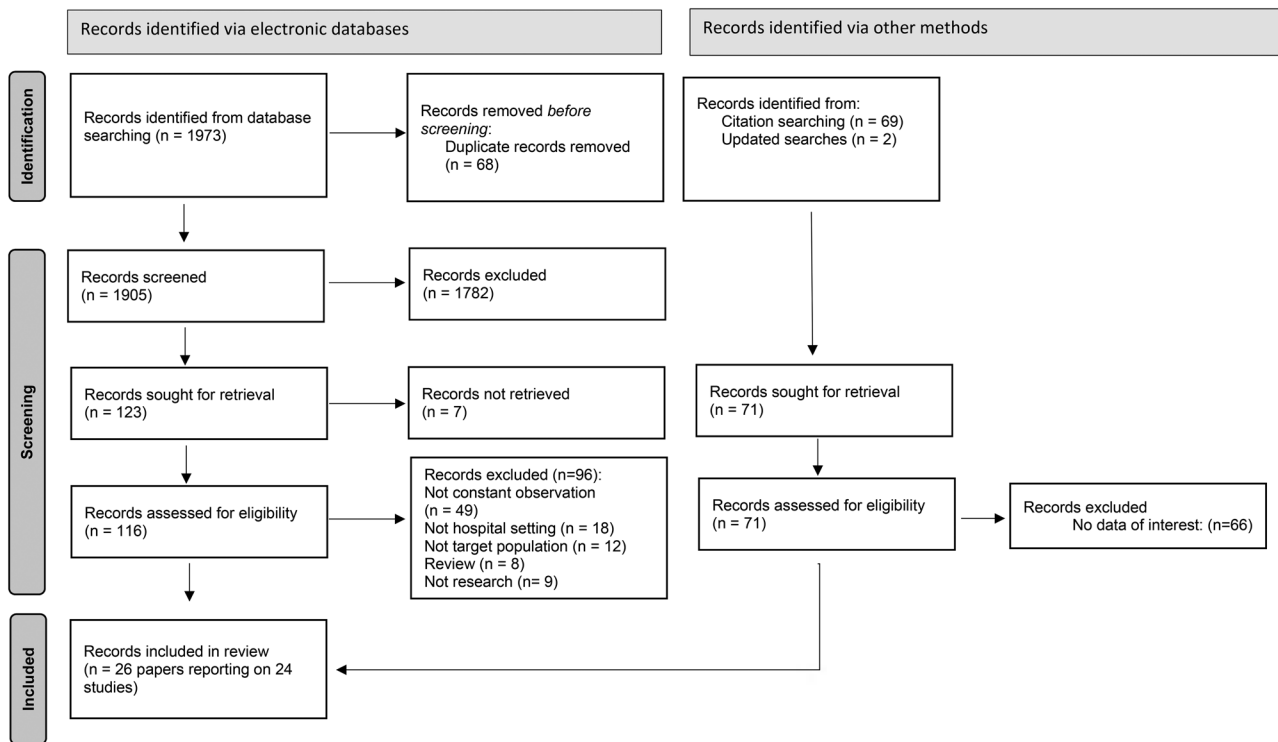 Records identified via electronic databases
Records identified via other methods
Identification
Records identified from database
searching (n = 1973)
Records removed before
screening:
Duplicate records removed
(n = 68)
Records identified from:
Citation searching (n = 69)
Updated searches (n = 2)
Screening
Records screened
(n = 1905)
Records excluded
(n = 1782)
Records sought for retrieval
(n = 123)
Records not retrieved
(n = 7)
Records sought for retrieval
(n = 71)
Records assessed for eligibility
(n = 116)
Records excluded (n=96):
Not constant observation
(n = 49)
Not hospital setting (n = 18)
Not target population (n = 12)
Review (n = 8)
Not research (n= 9)
Records assessed for eligibility
(n = 71)
Records excluded
No data of interest: (n=66)
Included
Records included in review
(n = 26 papers reporting on 24
studies)